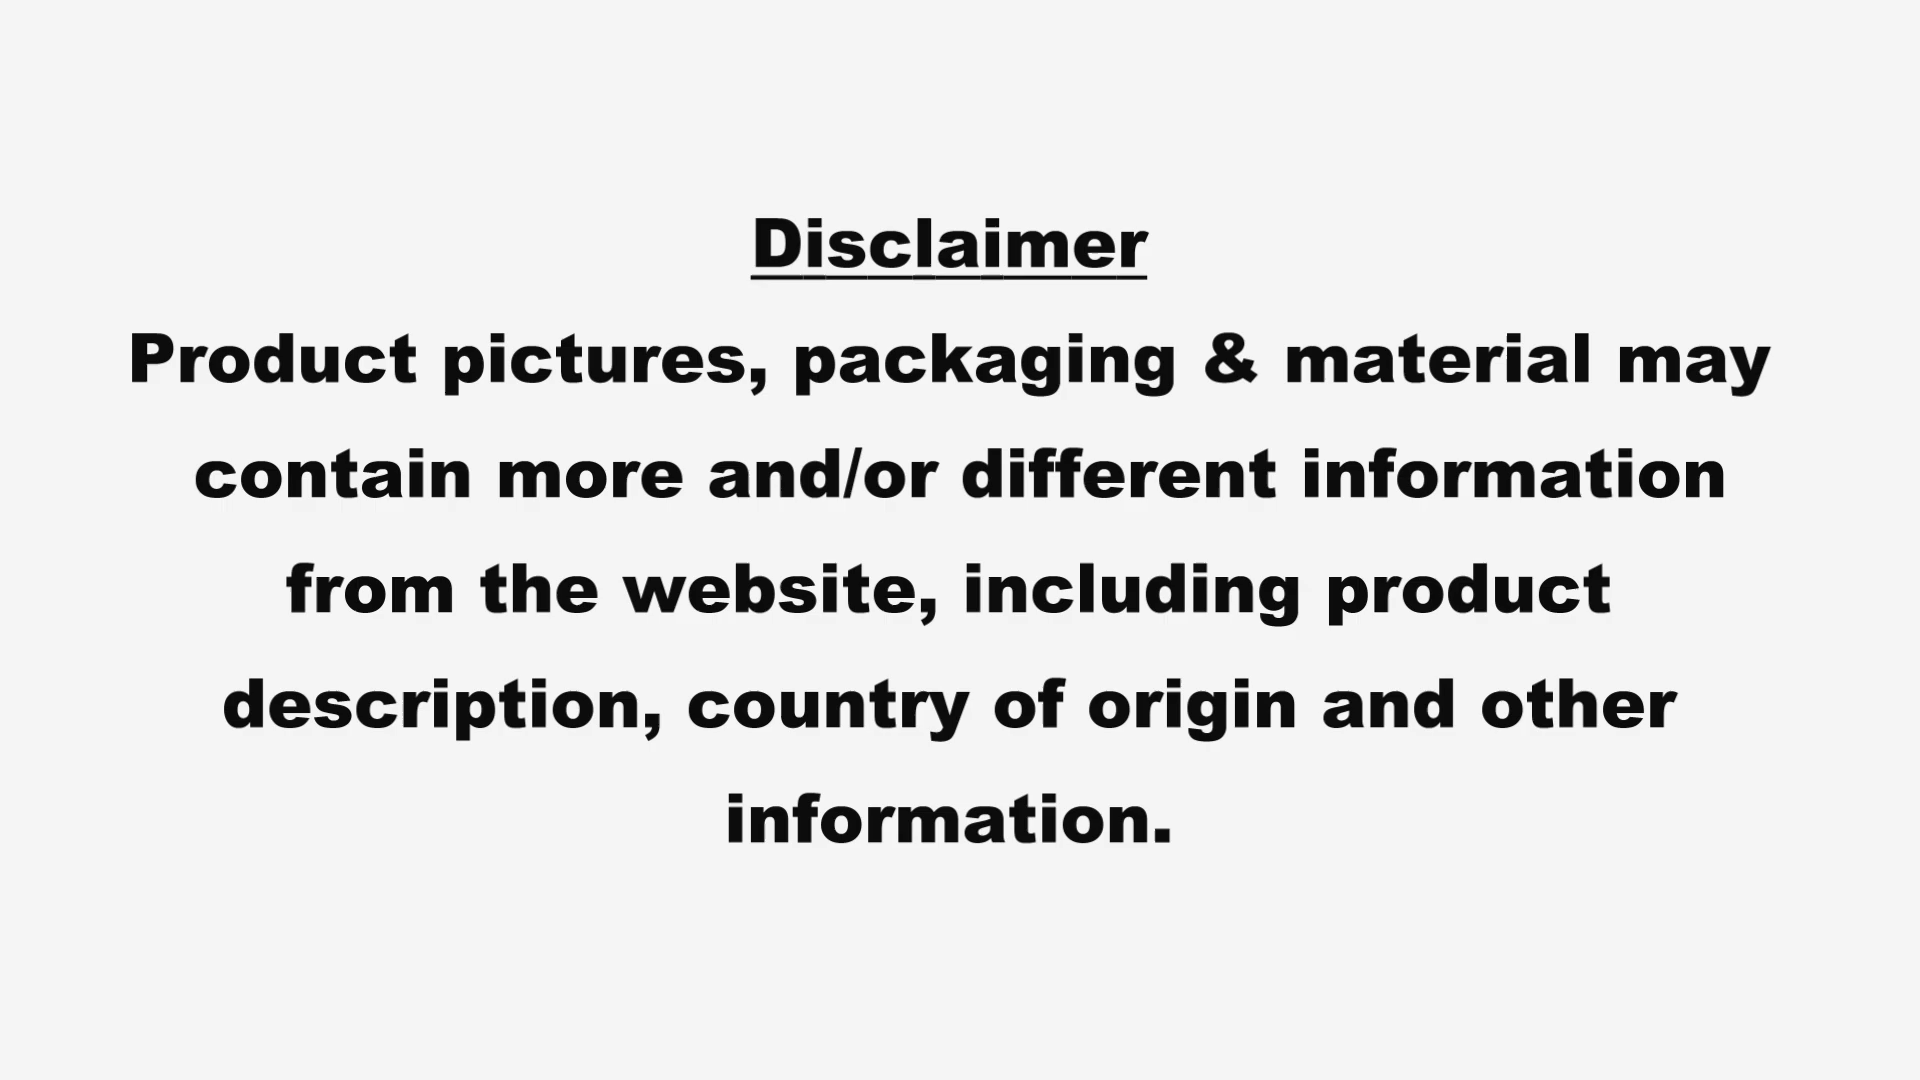 Disclaimer
Product pictures, packaging & material may
contain more and/or different information
from the website, including product
description, country of origin and other
information.